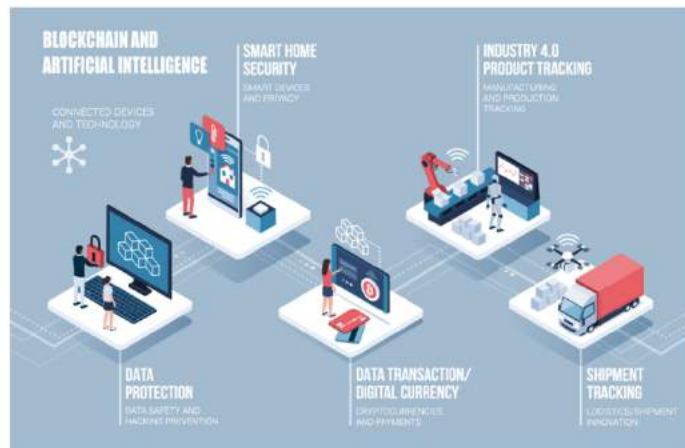 BLOCKCHAIN AND
ARTIFICIAL INTELLIGENCE
CONNECTED DEVICES
AND TECHNOLOGY
SMART HOME
SECURITY
SMART DEVICES
AND PRIVACY
INDUSTRY 4.0
PRODUCT TRACKING
MANUFACTURING
AND PRODUCTION
TRACKING
DATA
PROTECTION
DATA SAFETY AND
HACKING PREVENTION
DATA TRANSACTION/
DIGITAL CURRENCY
CRYPTOCURRENCIES
AND PAYMENTS
SHIPMENT
TRACKING
LOGISTICS/SHIPMENT
INNOVATION